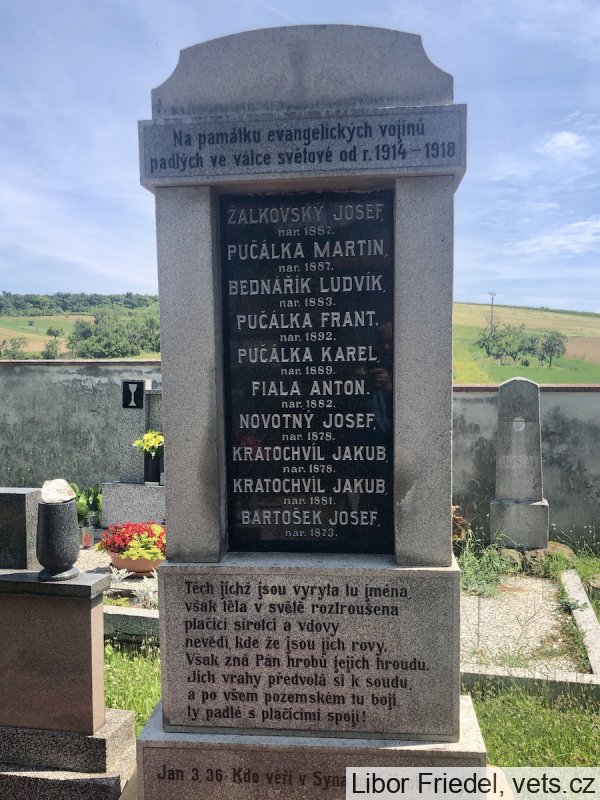 Na památku evangelických vojínů
padlých ve válce světové od r. 1914 - 1918
ŽALKOVSKÝ JOSEF,
nar. 1887.
PUČÁLKA MARTIN,
nar. 1887.
BEDNÁŘÍK LUDVÍK,
nar. 1883.
PUČÁLKA FRANT.
nar. 1892.
PUČÁLKA KAREL,
nar. 1889.
FIALA ANTON.
nar. 1882.
NOVOTNÝ JOSEF,
nar. 1878.
KRATOCHVÍL JAKUB,
nar. 1878.
KRATOCHVÍL JAKUB,
nar. 1881.
BARTOŠEK JOSEF,
nar. 1873.
Těch jichž jsou vyryta tu jména,
však těla v světě roztroušena
plačící sirotci a vdovy
nevědí, kde že jsou jich rovy.
Však zná Pán hrobů jejich hroudu.
Jich vrahy předvolá si k soudu,
a po všem pozemském tu boji
ty padlé s plačícími spojí!
Jan 3, 36. Kdo věří v Syna
Libor Friedel, vets.cz